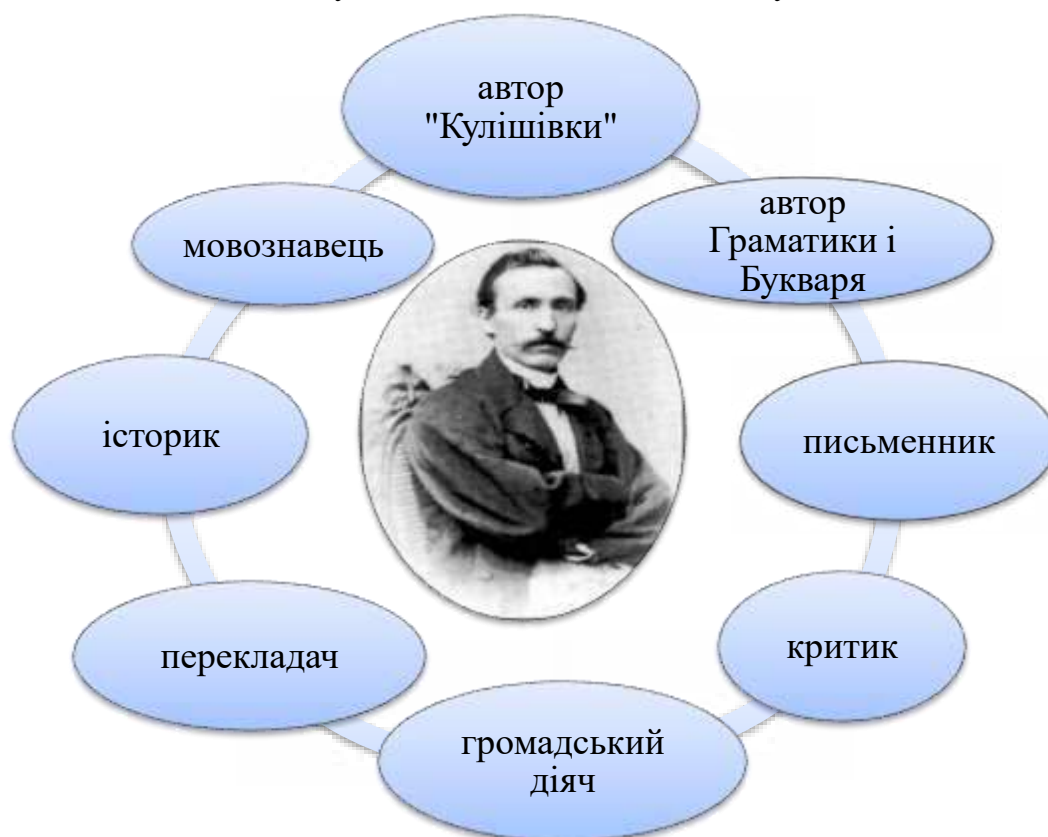 автор
"Кулішівки"
автор
Граматики і
Букваря
мовознавець
історик
письменник
перекладач
критик
громадський
діяч